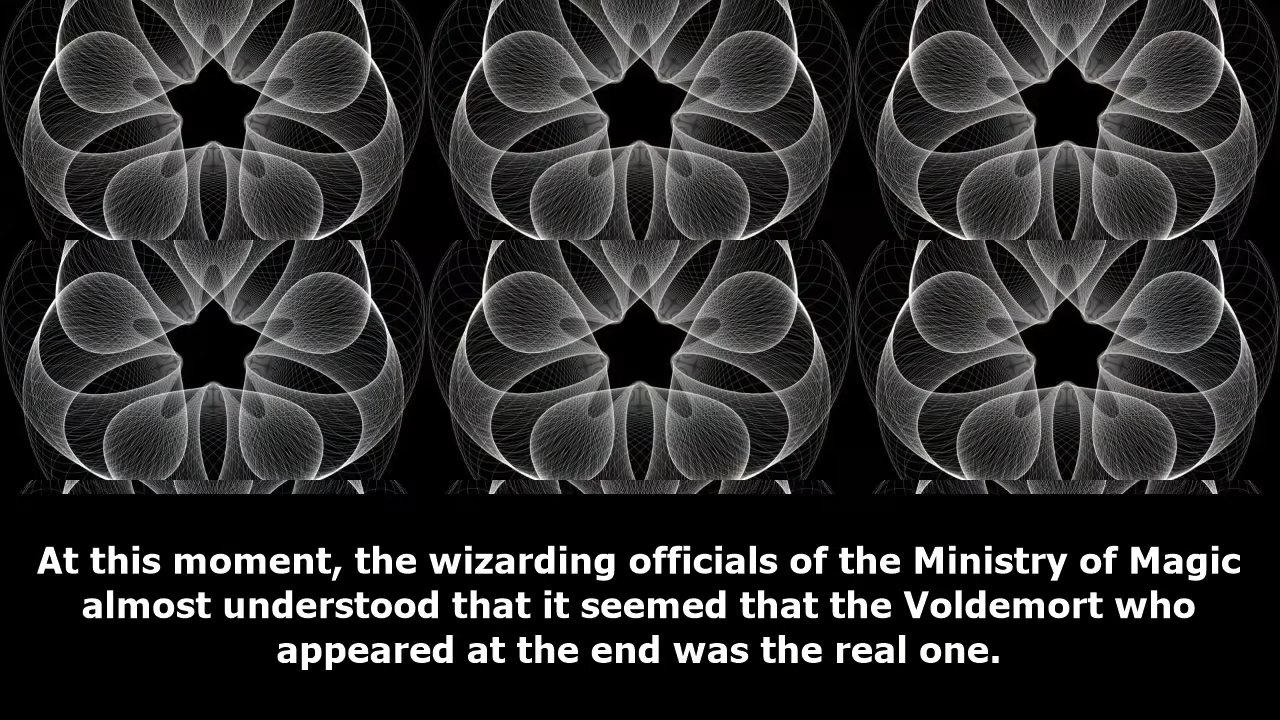 At this moment, the wizarding officials of the Ministry of Magic
almost understood that it seemed that the Voldemort who
appeared at the end was the real one.